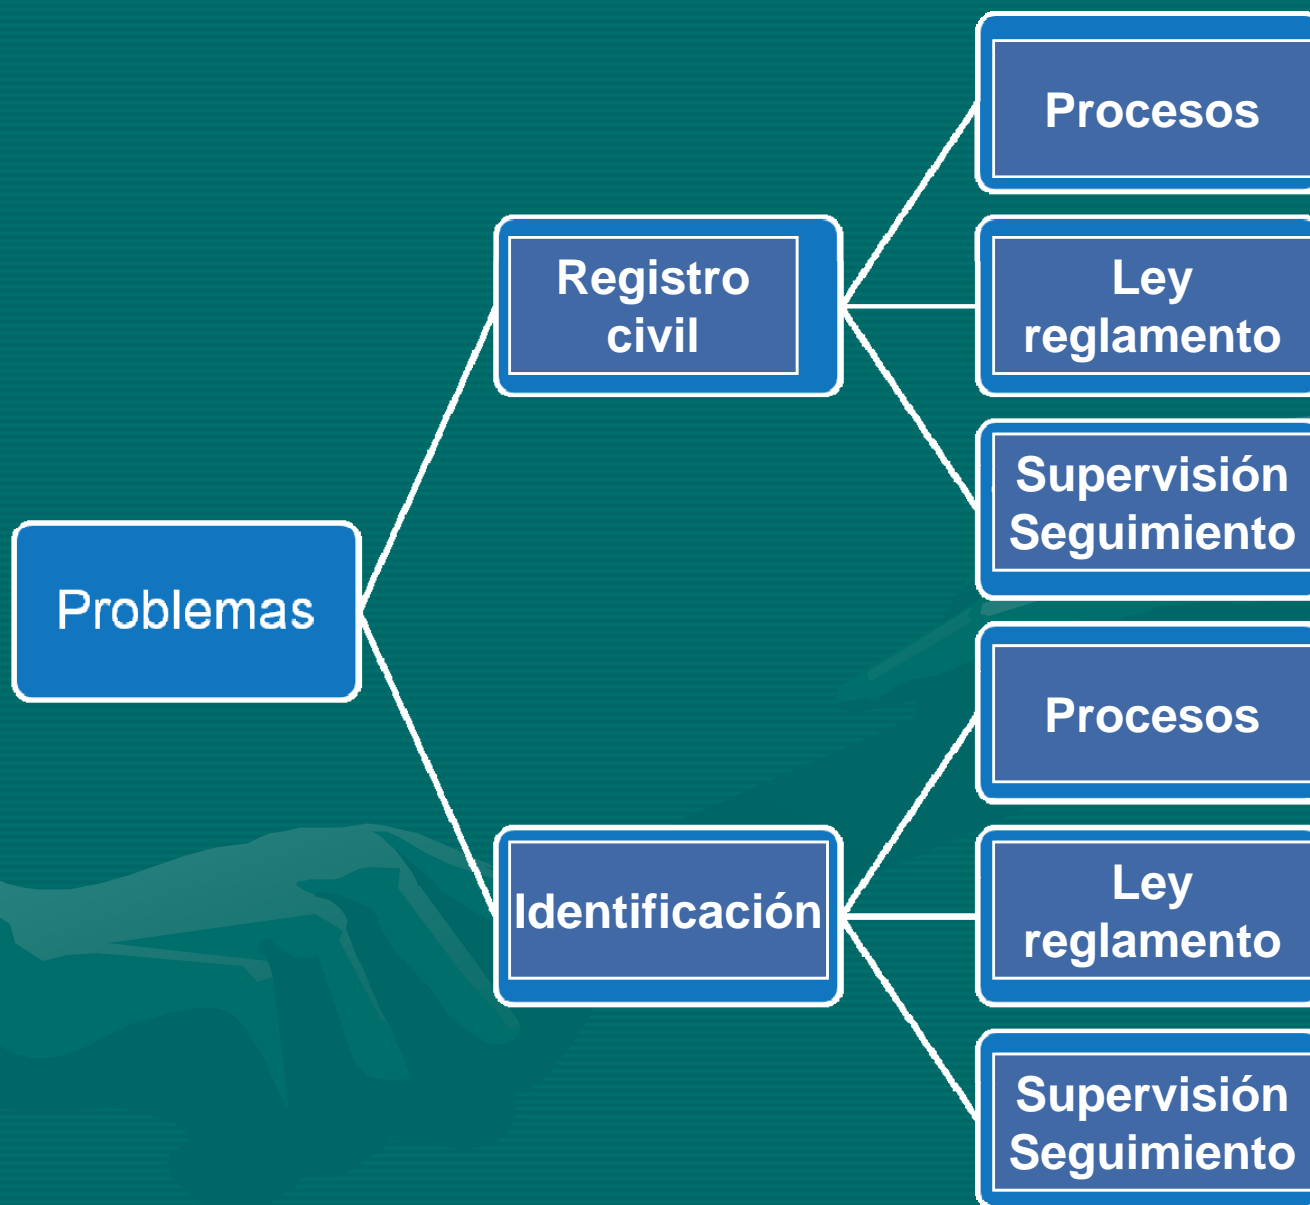 Problemas
Registro
civil
Procesos
Ley
reglamento
Supervisión
Seguimiento
Identificación
Procesos
Ley
reglamento
Supervisión
Seguimiento